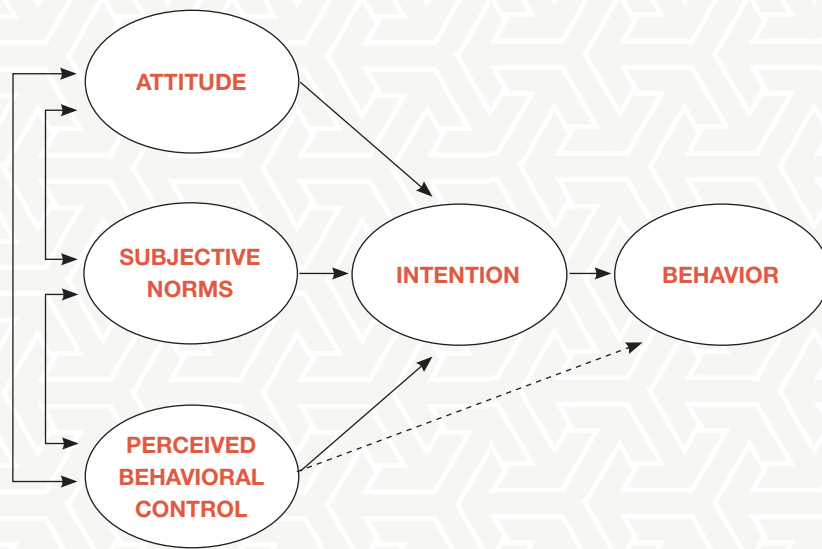 ATTITUDE
SUBJECTIVE
NORMS
INTENTION
BEHAVIOR
PERCEIVED
BEHAVIORAL
CONTROL